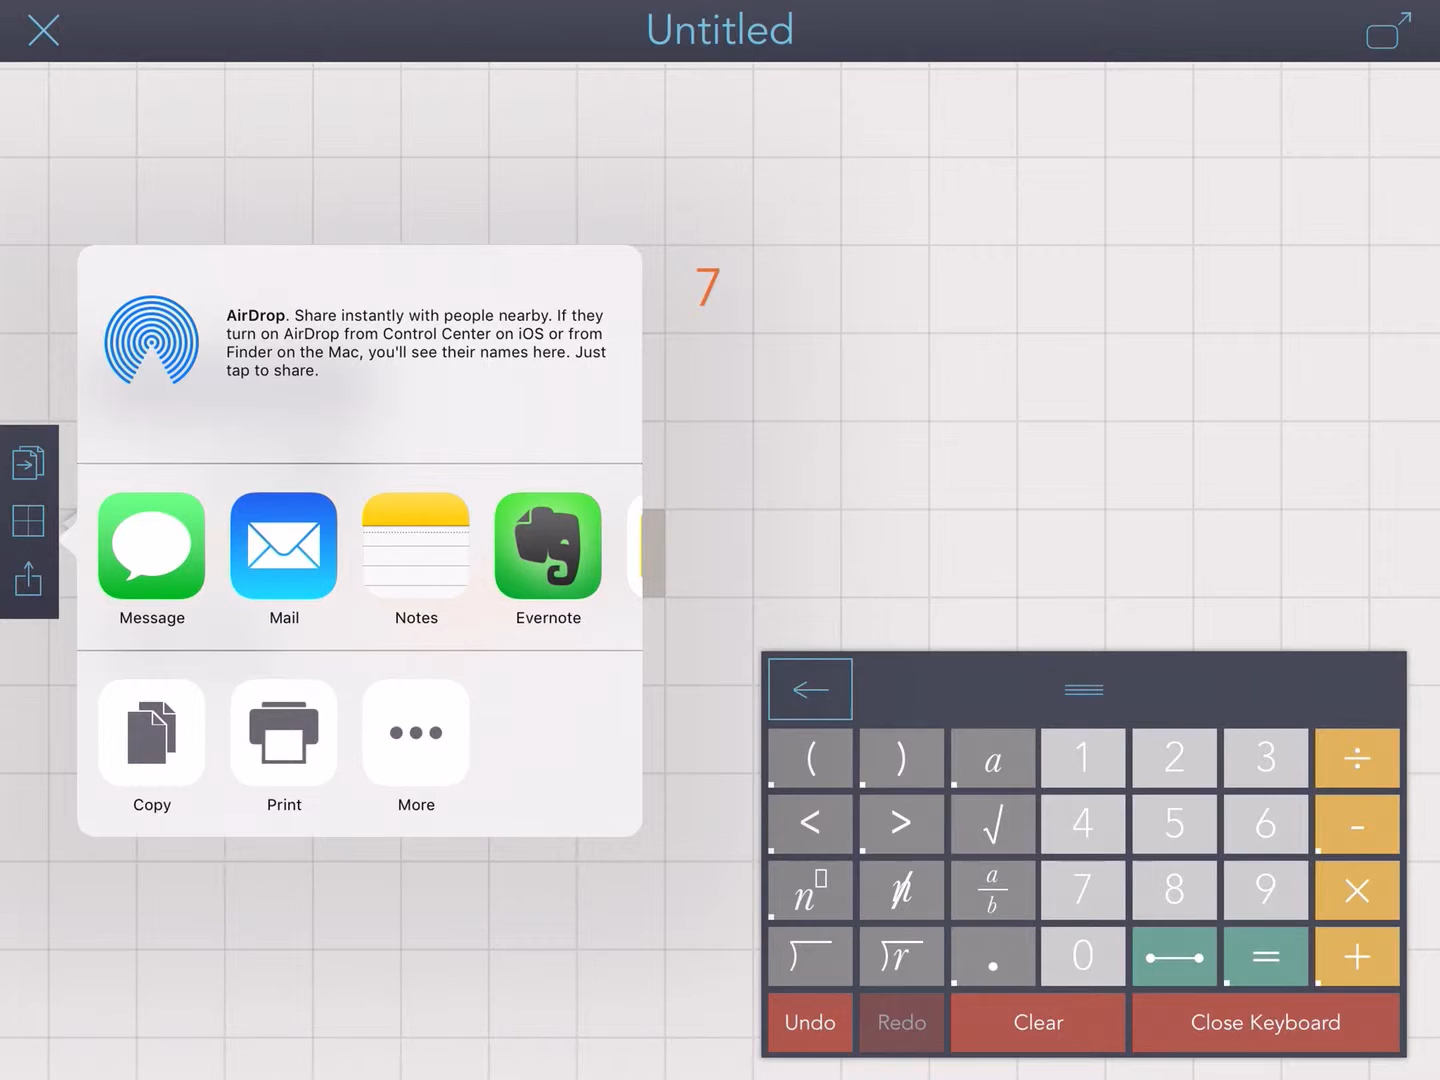 Untitled
7
AirDrop. Share instantly with people nearby. If they
turn on AirDrop from Control Center on iOS or from
Finder on the Mac, you'll see their names here. Just
tap to share.
Message Mail Notes Evernote
Copy Print More
( ) a 1 2 3 ÷
< > √ 4 5 6 -
n□ n a/b 7 8 9 ×
r . 0 = +
Undo Redo Clear Close Keyboard